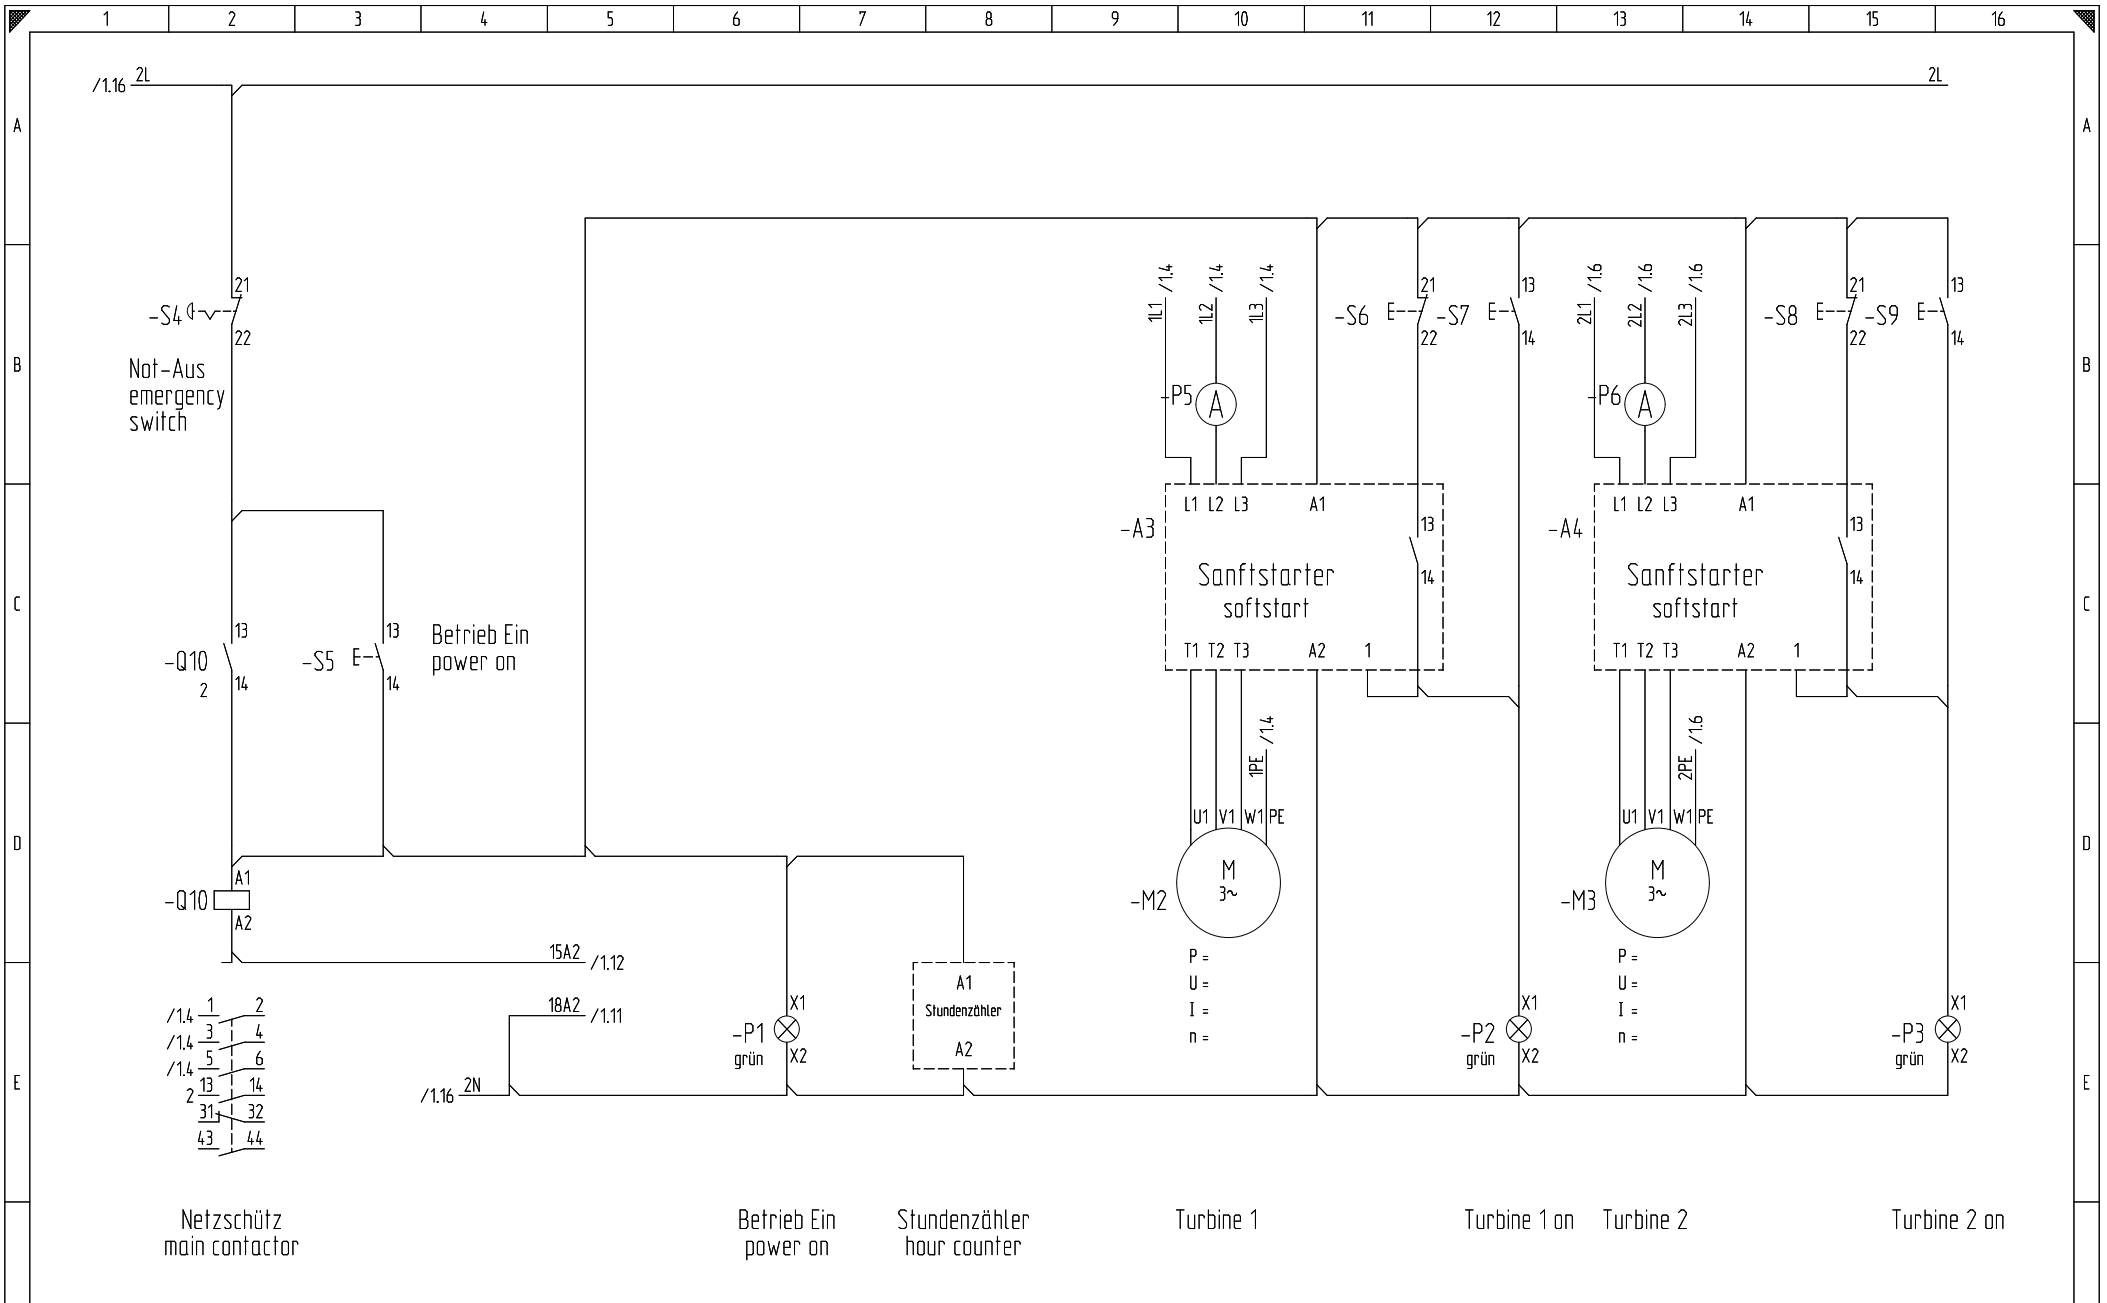 1 2 3 4 5 6 7 8 9 10 11 12 13 14 15 16
/1.16 2L 2L
A A
B B
C C
D D
E E
21
-S4
22
Not-Aus
emergency
switch
13
-Q10
2 14
13
-S5 E
14
Betrieb Ein
power on
A1
-Q10
A2
15A2 /1.12
18A2 /1.11
/1.16 2N
/1.4 1 2
/1.4 3 4
/1.4 5 6
2 13 14
31 32
43 44
Netzschütz
main contactor
X1
-P1
grün X2
Betrieb Ein
power on
A1
Stundenzähler
A2
Stundenzähler
hour counter
1L1 /1.4
1L2 /1.4
1L3 /1.4
-P5 A
21
-S6 E
22
13
-S7 E
14
-A3
L1 L2 L3 A1
13
14
Sanftstarter
softstart
T1 T2 T3 A2 1
1PE /1.4
U1 V1 W1 PE
M
3~
-M2
P =
U =
I =
n =
Turbine 1
X1
-P2
grün X2
Turbine 1 on
2L1 /1.6
2L2 /1.6
2L3 /1.6
-P6 A
21
-S8 E
22
13
-S9 E
14
-A4
L1 L2 L3 A1
13
14
Sanftstarter
softstart
T1 T2 T3 A2 1
2PE /1.6
U1 V1 W1 PE
M
3~
-M3
P =
U =
I =
n =
Turbine 2
X1
-P3
grün X2
Turbine 2 on